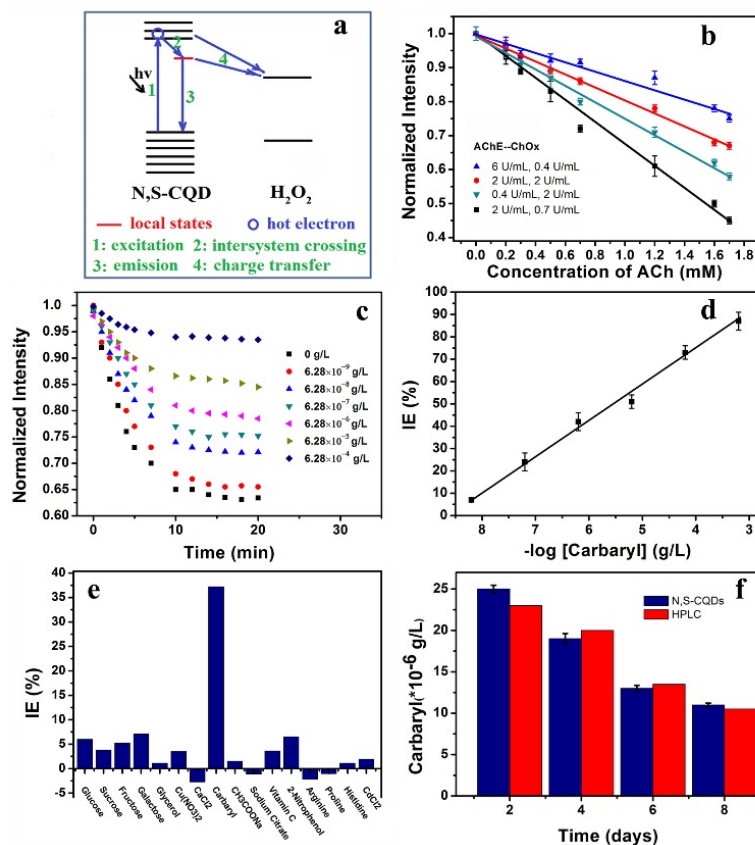 a
hν
1
2
3
4
N,S-CQD
H2O2
local states
hot electron
1: excitation 2: intersystem crossing
3: emission 4: charge transfer
b
Normalized Intensity
1.0
0.9
0.8
0.7
0.6
0.5
0.4
AChE--ChOx
6 U/mL, 0.4 U/mL
2 U/mL, 2 U/mL
0.4 U/mL, 2 U/mL
2 U/mL, 0.7 U/mL
0.0 0.2 0.4 0.6 0.8 1.0 1.2 1.4 1.6 1.8
Concentration of ACh (mM)
c
Normalized Intensity
1.00
0.95
0.90
0.85
0.80
0.75
0.70
0.65
0.60
0 g/L
6.28×10⁻⁹ g/L
6.28×10⁻⁸ g/L
6.28×10⁻⁷ g/L
6.28×10⁻⁶ g/L
6.28×10⁻⁵ g/L
6.28×10⁻⁴ g/L
0 10 20 30
Time (min)
d
IE (%)
100
90
80
70
60
50
40
30
20
10
0
8 7 6 5 4 3
-log [Carbaryl] (g/L)
e
IE (%)
40
35
30
25
20
15
10
5
0
-5
Glucose
Sucrose
Fructose
Galactose
Glycerol
Cu(NO3)2
CaCl2
Carbaryl
CH3COONa
Sodium Citrate
Vitamin C
2-Nitrophenol
Arginine
Proline
Histidine
CdCl2
f
Carbaryl(*10⁻⁶ g/L)
25
20
15
10
5
0
N,S-CQDs
HPLC
2 4 6 8
Time (days)